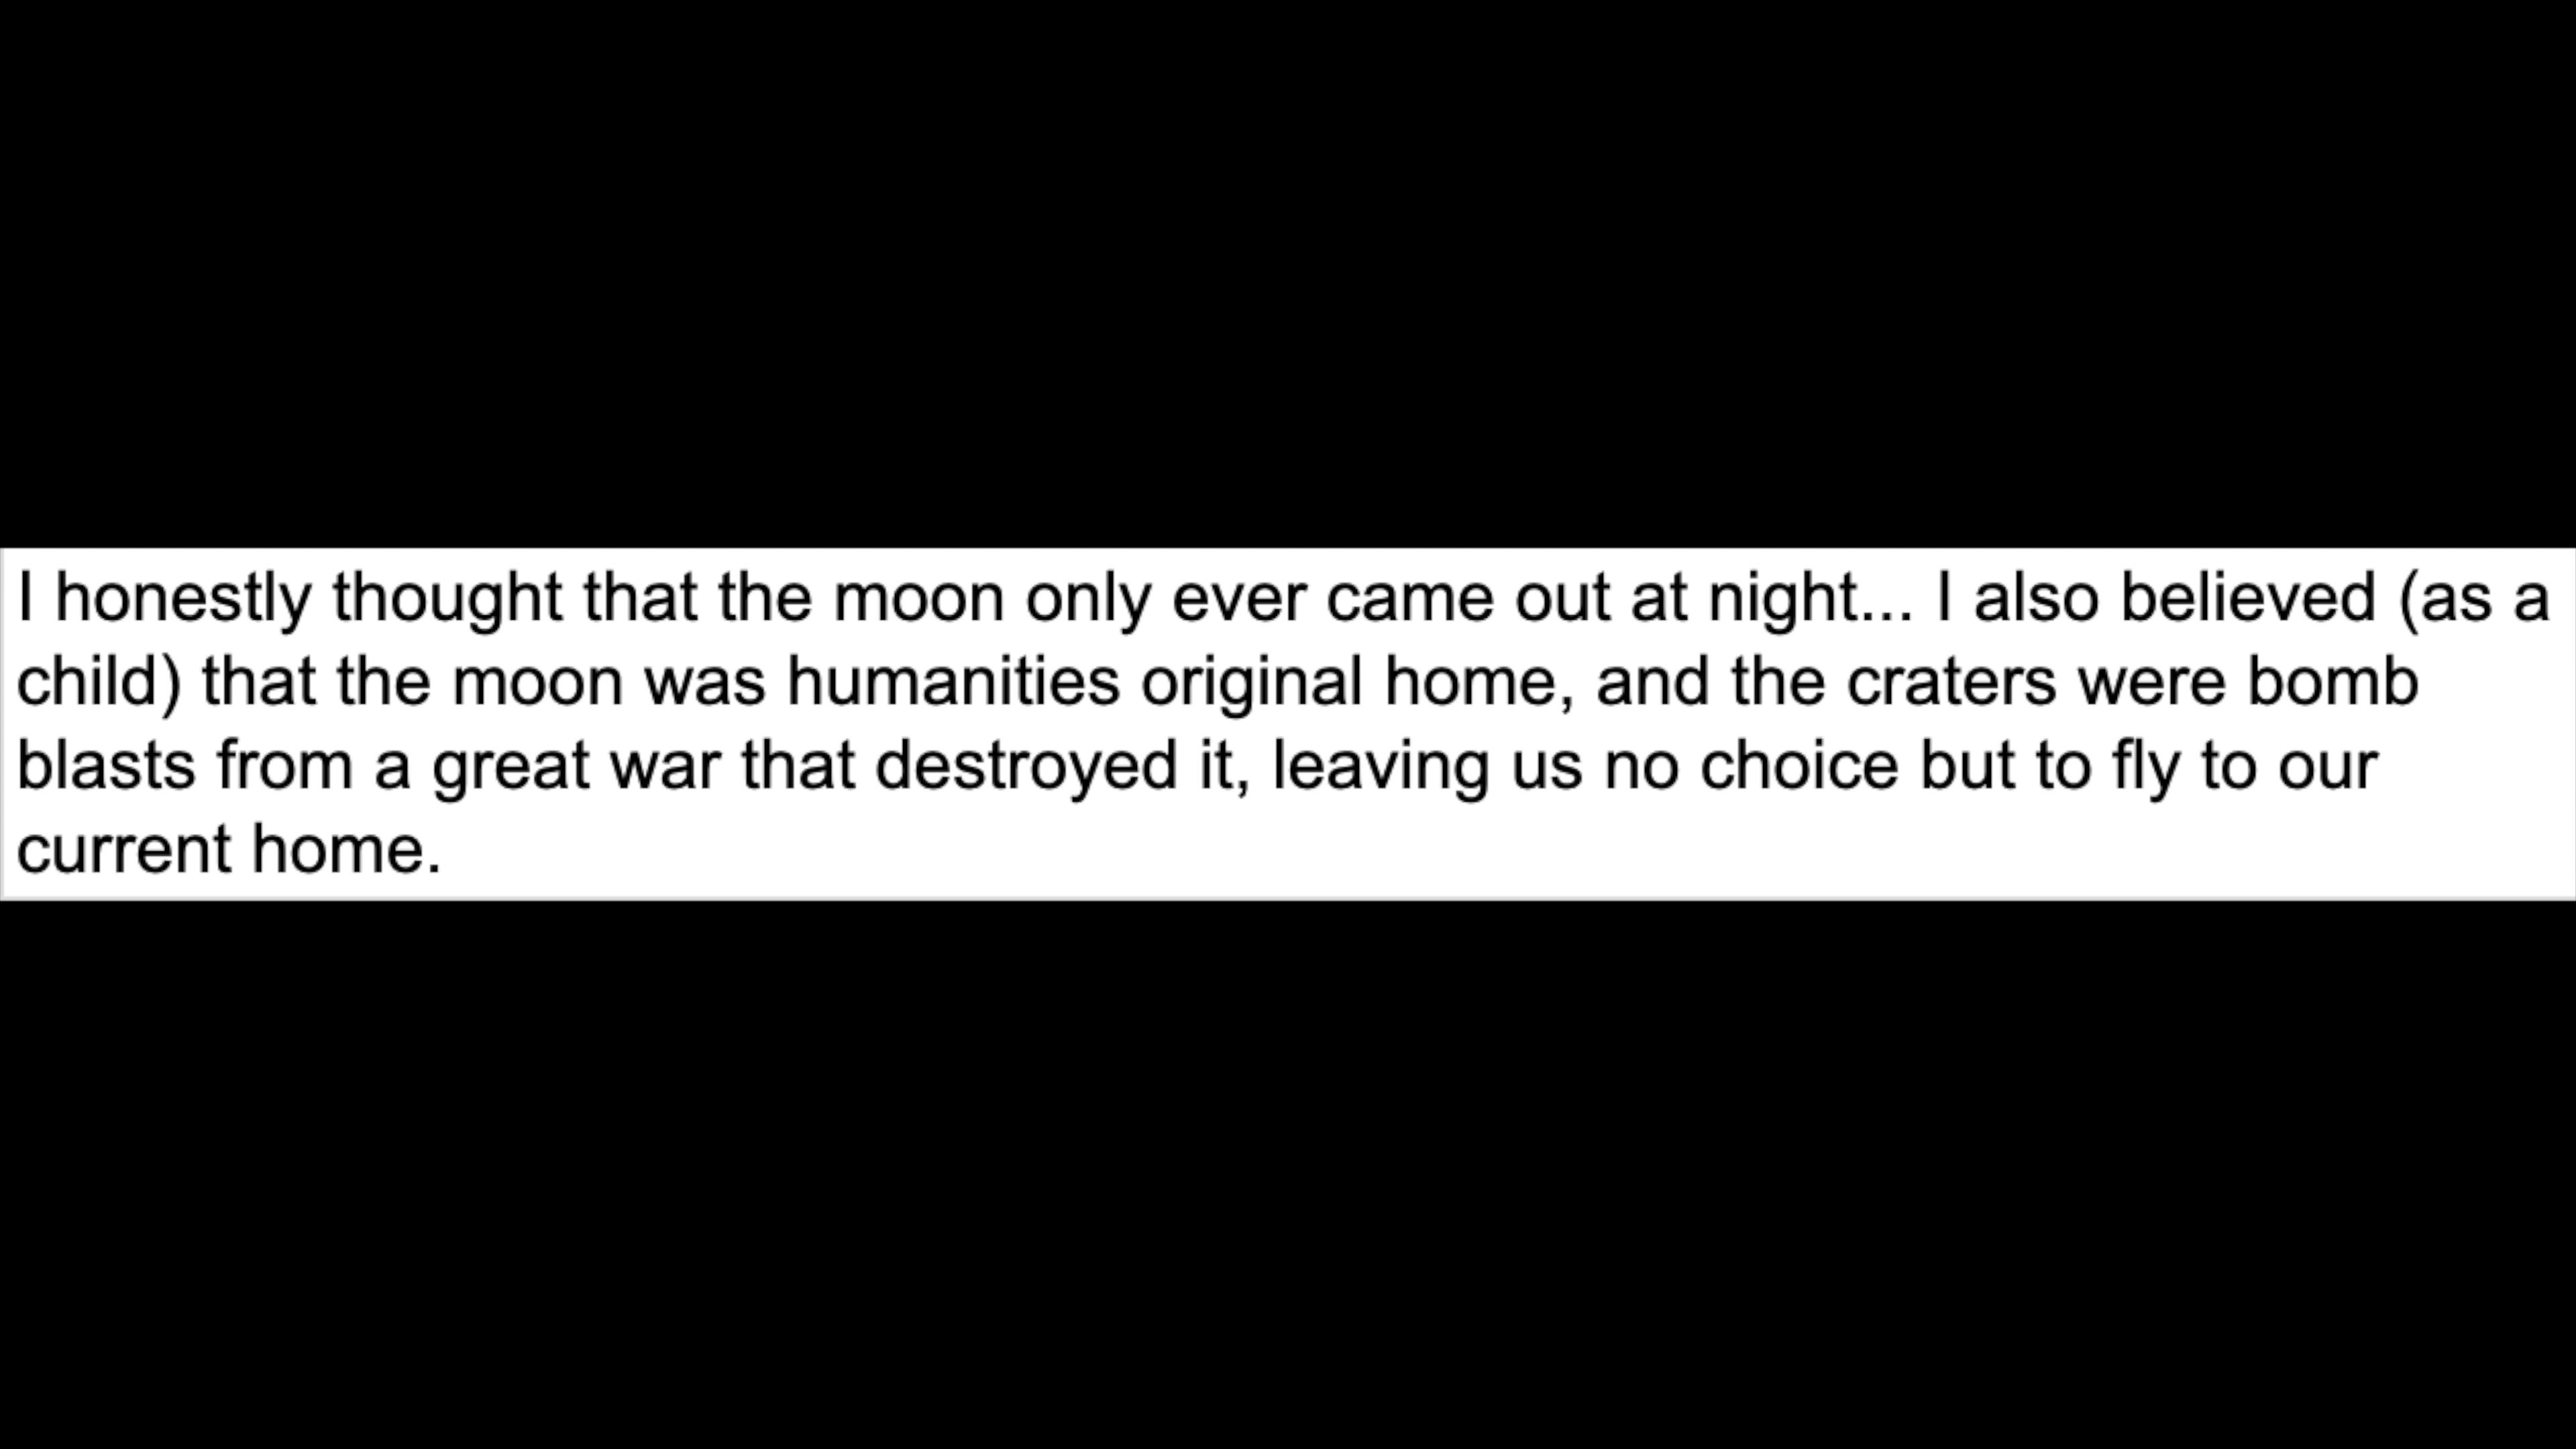 I honestly thought that the moon only ever came out at night... I also believed (as a
child) that the moon was humanities original home, and the craters were bomb
blasts from a great war that destroyed it, leaving us no choice but to fly to our
current home.